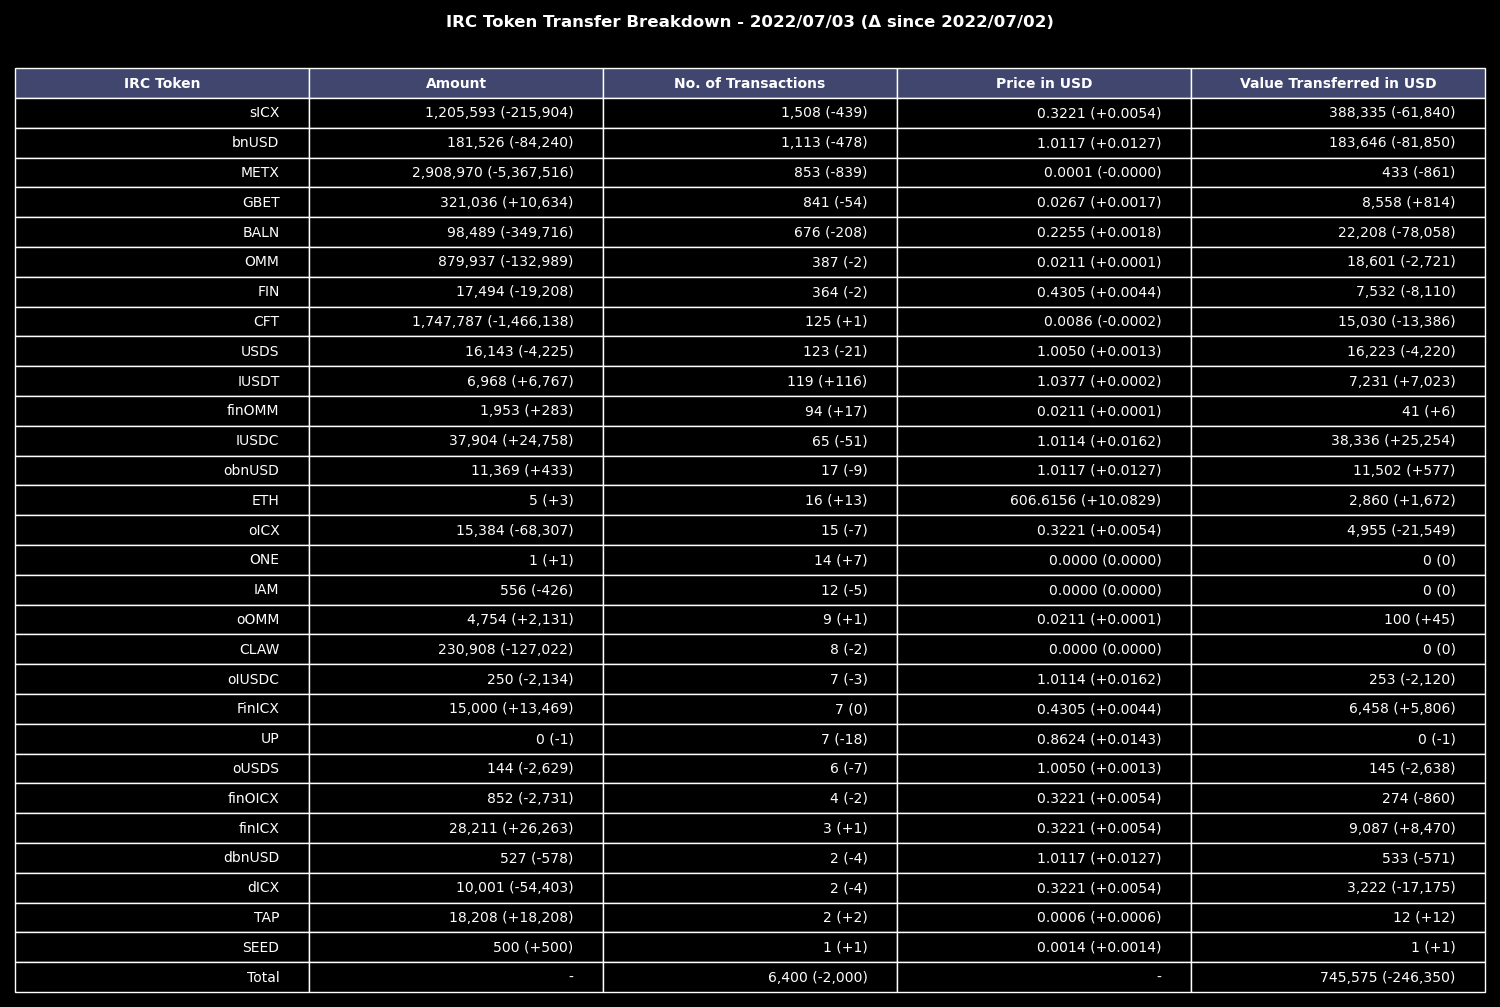 IRC Token Transfer Breakdown - 2022/07/03 (Δ since 2022/07/02)
IRC Token Amount No. of Transactions Price in USD Value Transferred in USD
sICX 1,205,593 (-215,904) 1,508 (-439) 0.3221 (+0.0054) 388,335 (-61,840)
bnUSD 181,526 (-84,240) 1,113 (-478) 1.0117 (+0.0127) 183,646 (-81,850)
METX 2,908,970 (-5,367,516) 853 (-839) 0.0001 (-0.0000) 433 (-861)
GBET 321,036 (+10,634) 841 (-54) 0.0267 (+0.0017) 8,558 (+814)
BALN 98,489 (-349,716) 676 (-208) 0.2255 (+0.0018) 22,208 (-78,058)
OMM 879,937 (-132,989) 387 (-2) 0.0211 (+0.0001) 18,601 (-2,721)
FIN 17,494 (-19,208) 364 (-2) 0.4305 (+0.0044) 7,532 (-8,110)
CFT 1,747,787 (-1,466,138) 125 (+1) 0.0086 (-0.0002) 15,030 (-13,386)
USDS 16,143 (-4,225) 123 (-21) 1.0050 (+0.0013) 16,223 (-4,220)
IUSDT 6,968 (+6,767) 119 (+116) 1.0377 (+0.0002) 7,231 (+7,023)
finOMM 1,953 (+283) 94 (+17) 0.0211 (+0.0001) 41 (+6)
IUSDC 37,904 (+24,758) 65 (-51) 1.0114 (+0.0162) 38,336 (+25,254)
obnUSD 11,369 (+433) 17 (-9) 1.0117 (+0.0127) 11,502 (+577)
ETH 5 (+3) 16 (+13) 606.6156 (+10.0829) 2,860 (+1,672)
oICX 15,384 (-68,307) 15 (-7) 0.3221 (+0.0054) 4,955 (-21,549)
ONE 1 (+1) 14 (+7) 0.0000 (0.0000) 0 (0)
IAM 556 (-426) 12 (-5) 0.0000 (0.0000) 0 (0)
oOMM 4,754 (+2,131) 9 (+1) 0.0211 (+0.0001) 100 (+45)
CLAW 230,908 (-127,022) 8 (-2) 0.0000 (0.0000) 0 (0)
oIUSDC 250 (-2,134) 7 (-3) 1.0114 (+0.0162) 253 (-2,120)
FinICX 15,000 (+13,469) 7 (0) 0.4305 (+0.0044) 6,458 (+5,806)
UP 0 (-1) 7 (-18) 0.8624 (+0.0143) 0 (-1)
oUSDS 144 (-2,629) 6 (-7) 1.0050 (+0.0013) 145 (-2,638)
finOICX 852 (-2,731) 4 (-2) 0.3221 (+0.0054) 274 (-860)
finICX 28,211 (+26,263) 3 (+1) 0.3221 (+0.0054) 9,087 (+8,470)
dbnUSD 527 (-578) 2 (-4) 1.0117 (+0.0127) 533 (-571)
dICX 10,001 (-54,403) 2 (-4) 0.3221 (+0.0054) 3,222 (-17,175)
TAP 18,208 (+18,208) 2 (+2) 0.0006 (+0.0006) 12 (+12)
SEED 500 (+500) 1 (+1) 0.0014 (+0.0014) 1 (+1)
Total - 6,400 (-2,000) - 745,575 (-246,350)